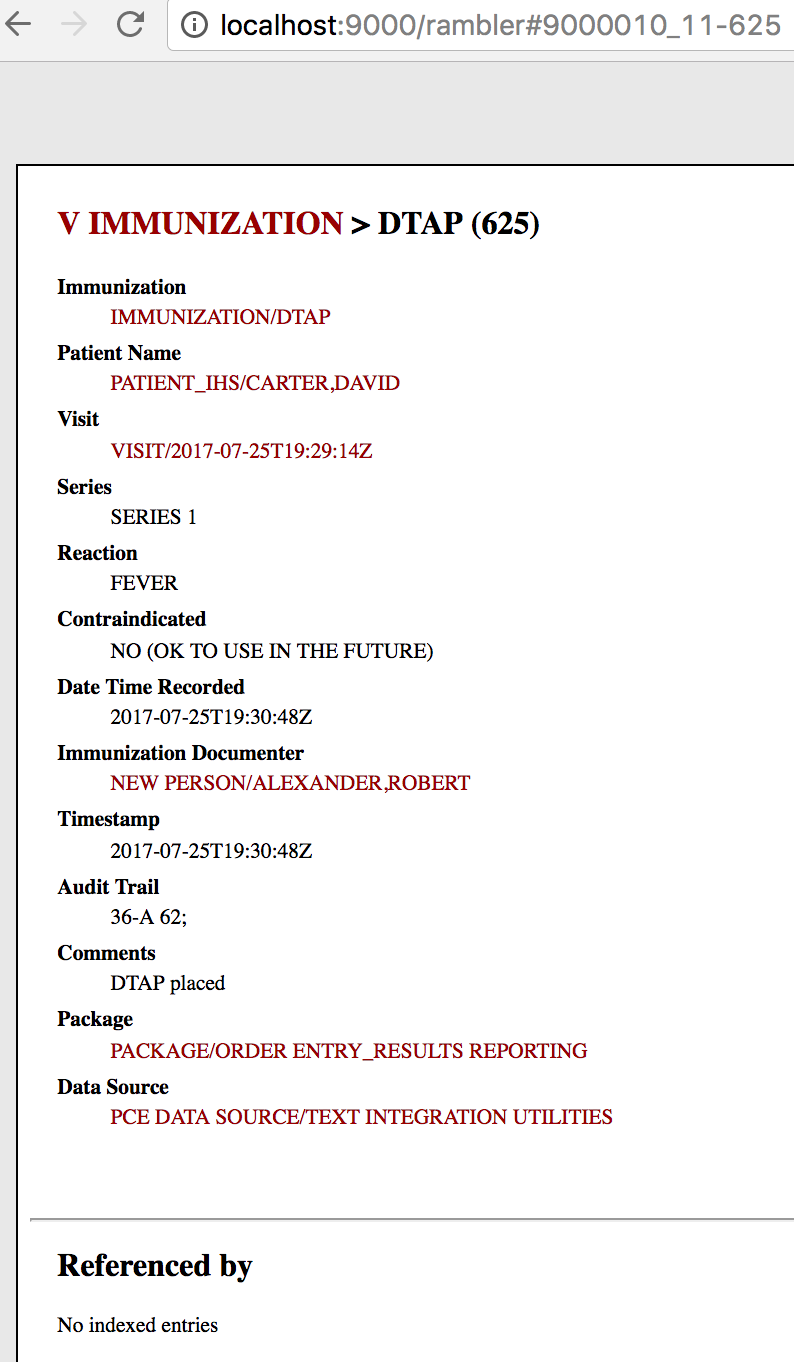 localhost:9000/rambler#9000010_11-625
V IMMUNIZATION > DTAP (625)
Immunization
IMMUNIZATION/DTAP
Patient Name
PATIENT_IHS/CARTER,DAVID
Visit
VISIT/2017-07-25T19:29:14Z
Series
SERIES 1
Reaction
FEVER
Contraindicated
NO (OK TO USE IN THE FUTURE)
Date Time Recorded
2017-07-25T19:30:48Z
Immunization Documenter
NEW PERSON/ALEXANDER,ROBERT
Timestamp
2017-07-25T19:30:48Z
Audit Trail
36-A 62;
Comments
DTAP placed
Package
PACKAGE/ORDER ENTRY_RESULTS REPORTING
Data Source
PCE DATA SOURCE/TEXT INTEGRATION UTILITIES
Referenced by
No indexed entries